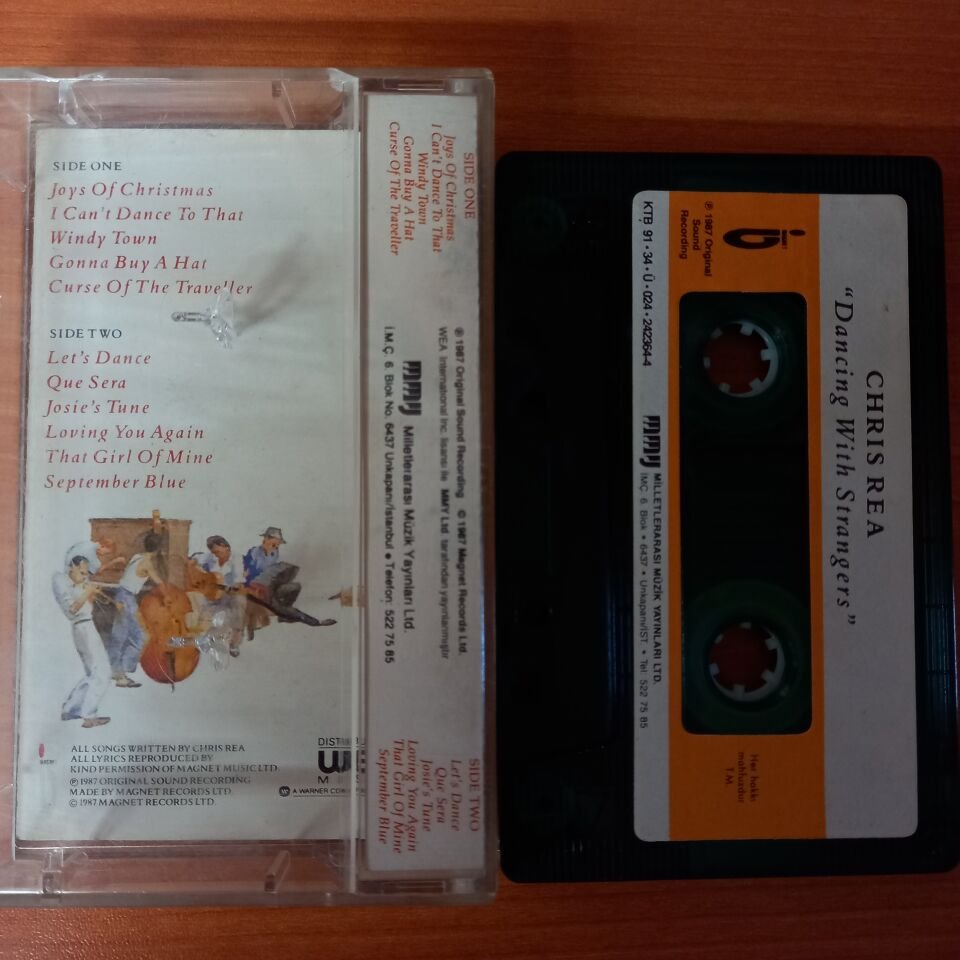 SIDE ONE
Joys Of Christmas
I Can't Dance To That
Windy Town
Gonna Buy A Hat
Curse Of The Traveller
SIDE TWO
Let's Dance
Que Sera
Josie's Tune
Loving You Again
That Girl Of Mine
September Blue
ALL SONGS WRITTEN BY CHRIS REA
ALL LYRICS REPRODUCED BY
KIND PERMISSION OF MAGNET MUSIC LTD.
℗ 1987 ORIGINAL SOUND RECORDING
MADE BY MAGNET RECORDS LTD.
© 1987 MAGNET RECORDS LTD.
A WARNER
SIDE ONE
Joys Of Christmas
I Can't Dance To That
Windy Town
Gonna Buy A Hat
Curse Of The Traveller
℗ 1987 Original Sound Recording © 1987 Magnet Records Ltd.
WEA International Inc. lisansı ile MMY Ltd. tarafından yayınlanmıştır
mmy Milletlerarası Müzik Yayınları Ltd.
İ.M.Ç. 6. Blok No. 6437 Unkapanı/İstanbul • Telefon: 522 75 85
SIDE TWO
Let's Dance
Que Sera
Josie's Tune
Loving You Again
That Girl Of Mine
September Blue
CHRIS REA
"Dancing With Strangers"
℗ 1987 Original
Sound
Recording
Her hakkı
mahfuzdur
T.M.
KTB 91•34•Ü•024•242364-4
mmy MİLLETLERARASI MÜZİK YAYINLARI LTD.
İMÇ. 6. Blok • 6437 • Unkapanı/İST. • Tel: 522 75 85